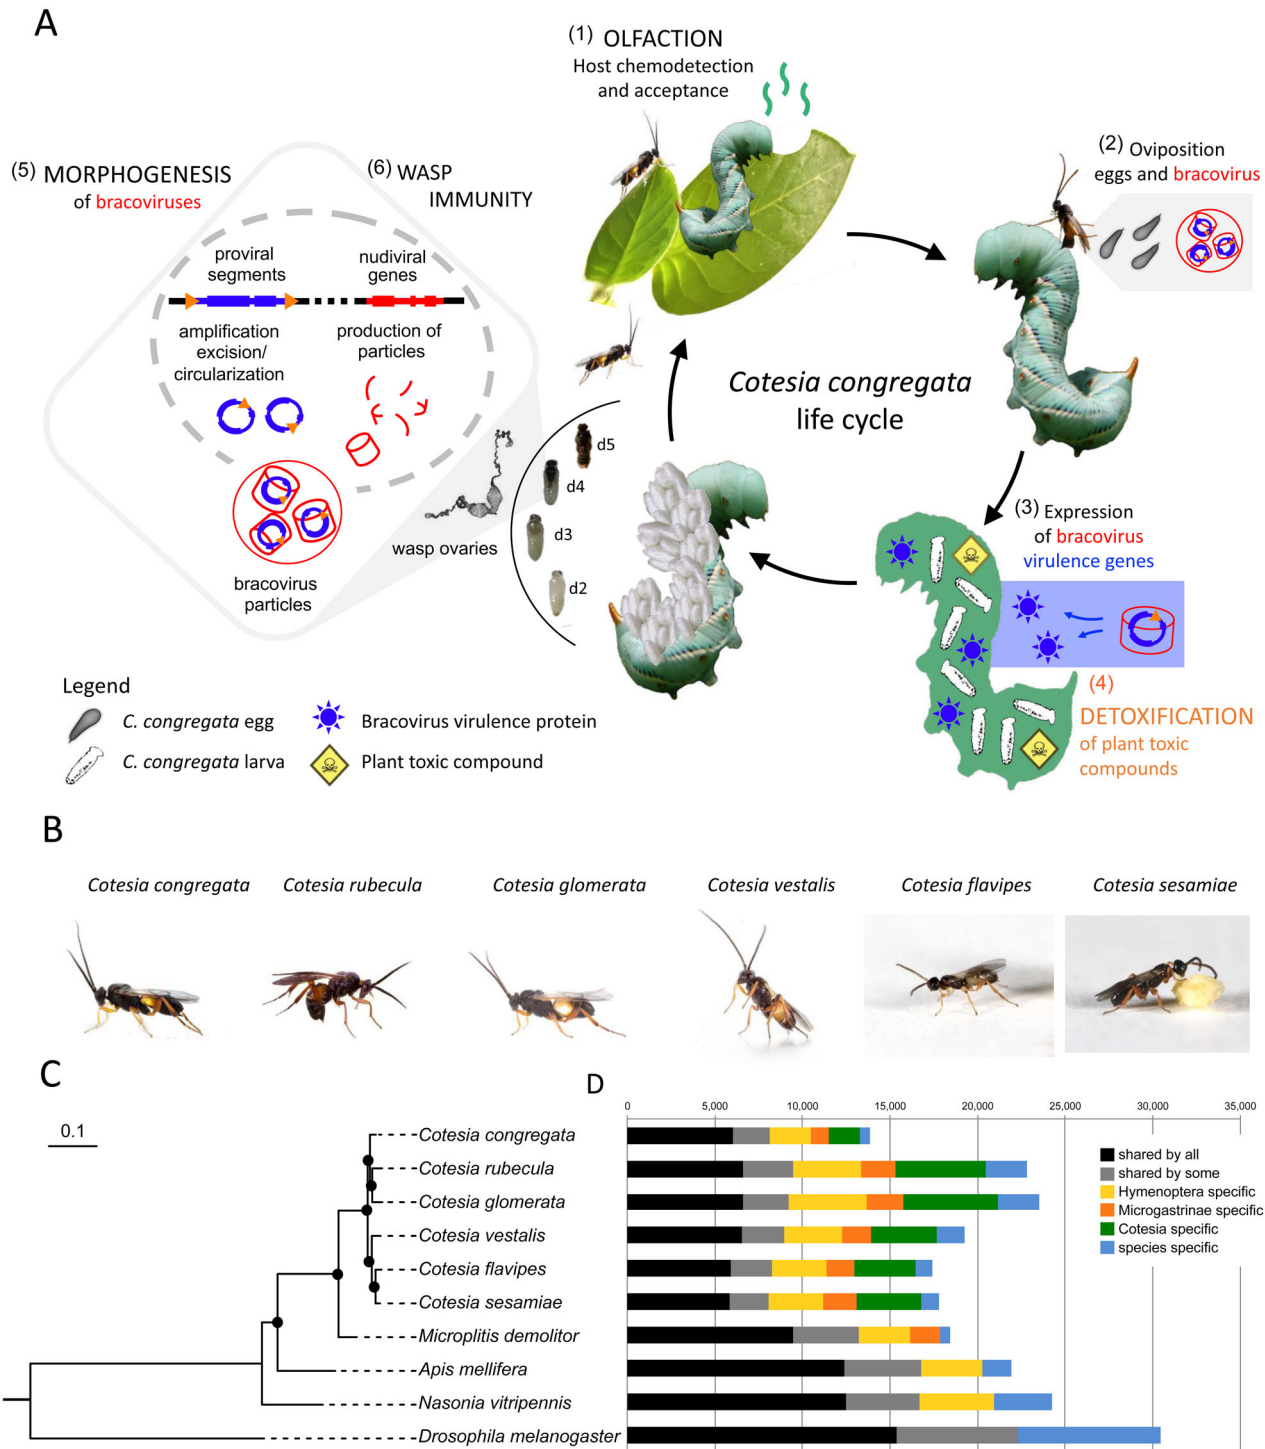 A
(1) OLFACTION
Host chemodetection
and acceptance
(2) Oviposition
eggs and bracovirus
(5) MORPHOGENESIS
of bracoviruses
(6) WASP
IMMUNITY
proviral
segments
nudiviral
genes
amplification
excision/
circularization
production of
particles
bracovirus
particles
wasp ovaries
d5
d4
d3
d2
Cotesia congregata
life cycle
(3) Expression
of bracovirus
virulence genes
(4)
DETOXIFICATION
of plant toxic
compounds
Legend
C. congregata egg
Bracovirus virulence protein
C. congregata larva
Plant toxic compound
B
Cotesia congregata
Cotesia rubecula
Cotesia glomerata
Cotesia vestalis
Cotesia flavipes
Cotesia sesamiae
C
0.1
Cotesia congregata
Cotesia rubecula
Cotesia glomerata
Cotesia vestalis
Cotesia flavipes
Cotesia sesamiae
Microplitis demolitor
Apis mellifera
Nasonia vitripennis
Drosophila melanogaster
D
0 5,000 10,000 15,000 20,000 25,000 30,000 35,000
shared by all
shared by some
Hymenoptera specific
Microgastrinae specific
Cotesia specific
species specific